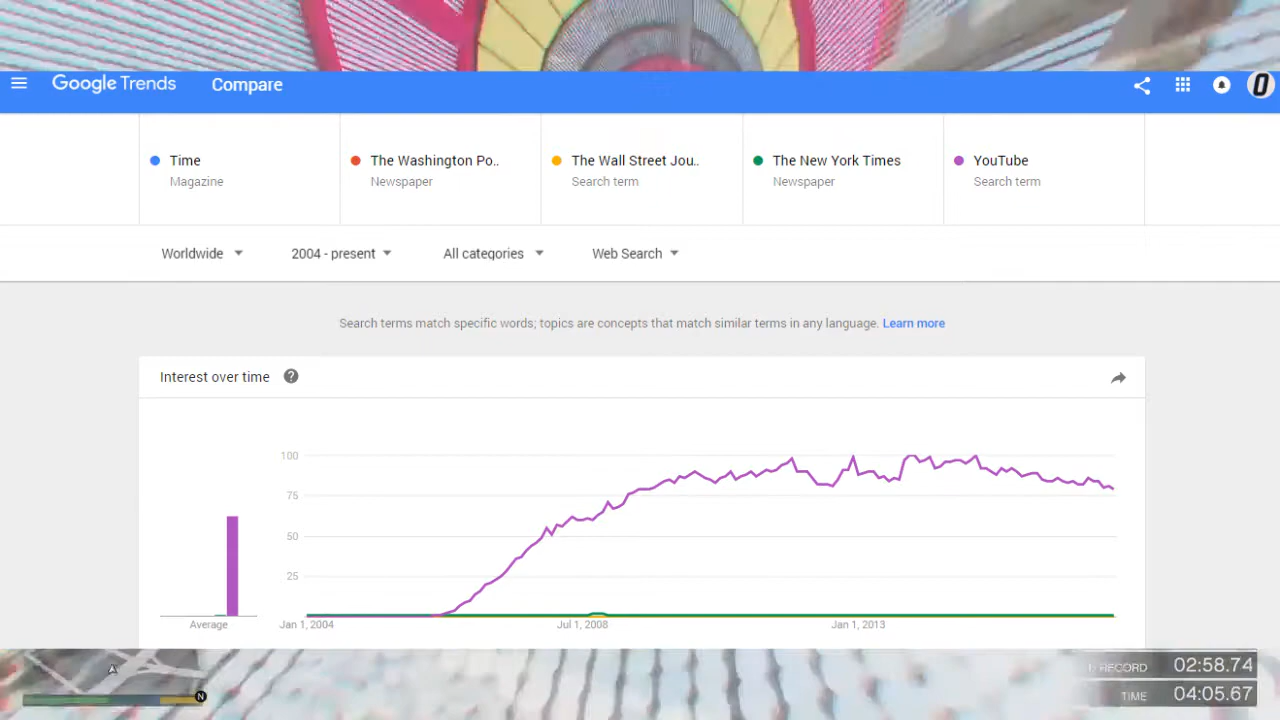 Google Trends Compare
0
Time
Magazine
The Washington Po..
Newspaper
The Wall Street Jou..
Search term
The New York Times
Newspaper
YouTube
Search term
Worldwide 2004 - present All categories Web Search
Search terms match specific words; topics are concepts that match similar terms in any language. Learn more
Interest over time ?
100
75
50
25
Average
Jan 1, 2004 Jul 1, 2008 Jan 1, 2013
N
RECORD 02:58.74
TIME 04:05.67